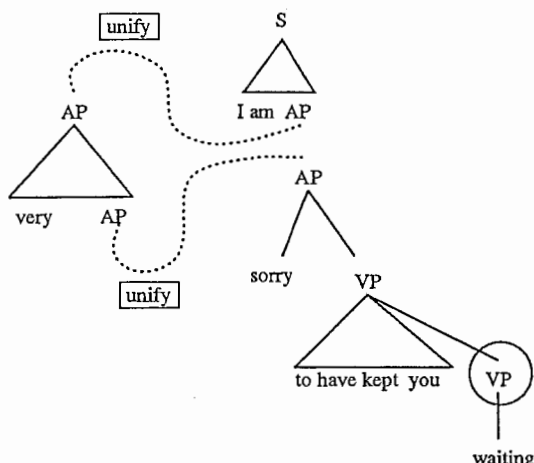 unify
S
AP
I am AP
AP
very AP
sorry
VP
unify
to have kept you
VP
waiting